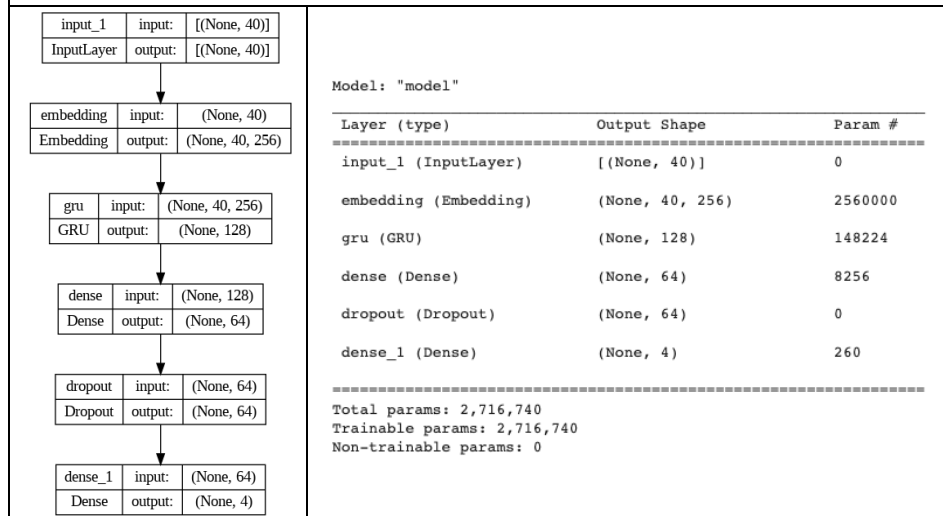 input_1 input: [(None, 40)]
InputLayer output: [(None, 40)]
embedding input: (None, 40)
Embedding output: (None, 40, 256)
gru input: (None, 40, 256)
GRU output: (None, 128)
dense input: (None, 128)
Dense output: (None, 64)
dropout input: (None, 64)
Dropout output: (None, 64)
dense_1 input: (None, 64)
Dense output: (None, 4)
Model: "model"
Layer (type) Output Shape Param #
input_1 (InputLayer) [(None, 40)] 0
embedding (Embedding) (None, 40, 256) 2560000
gru (GRU) (None, 128) 148224
dense (Dense) (None, 64) 8256
dropout (Dropout) (None, 64) 0
dense_1 (Dense) (None, 4) 260
Total params: 2,716,740
Trainable params: 2,716,740
Non-trainable params: 0